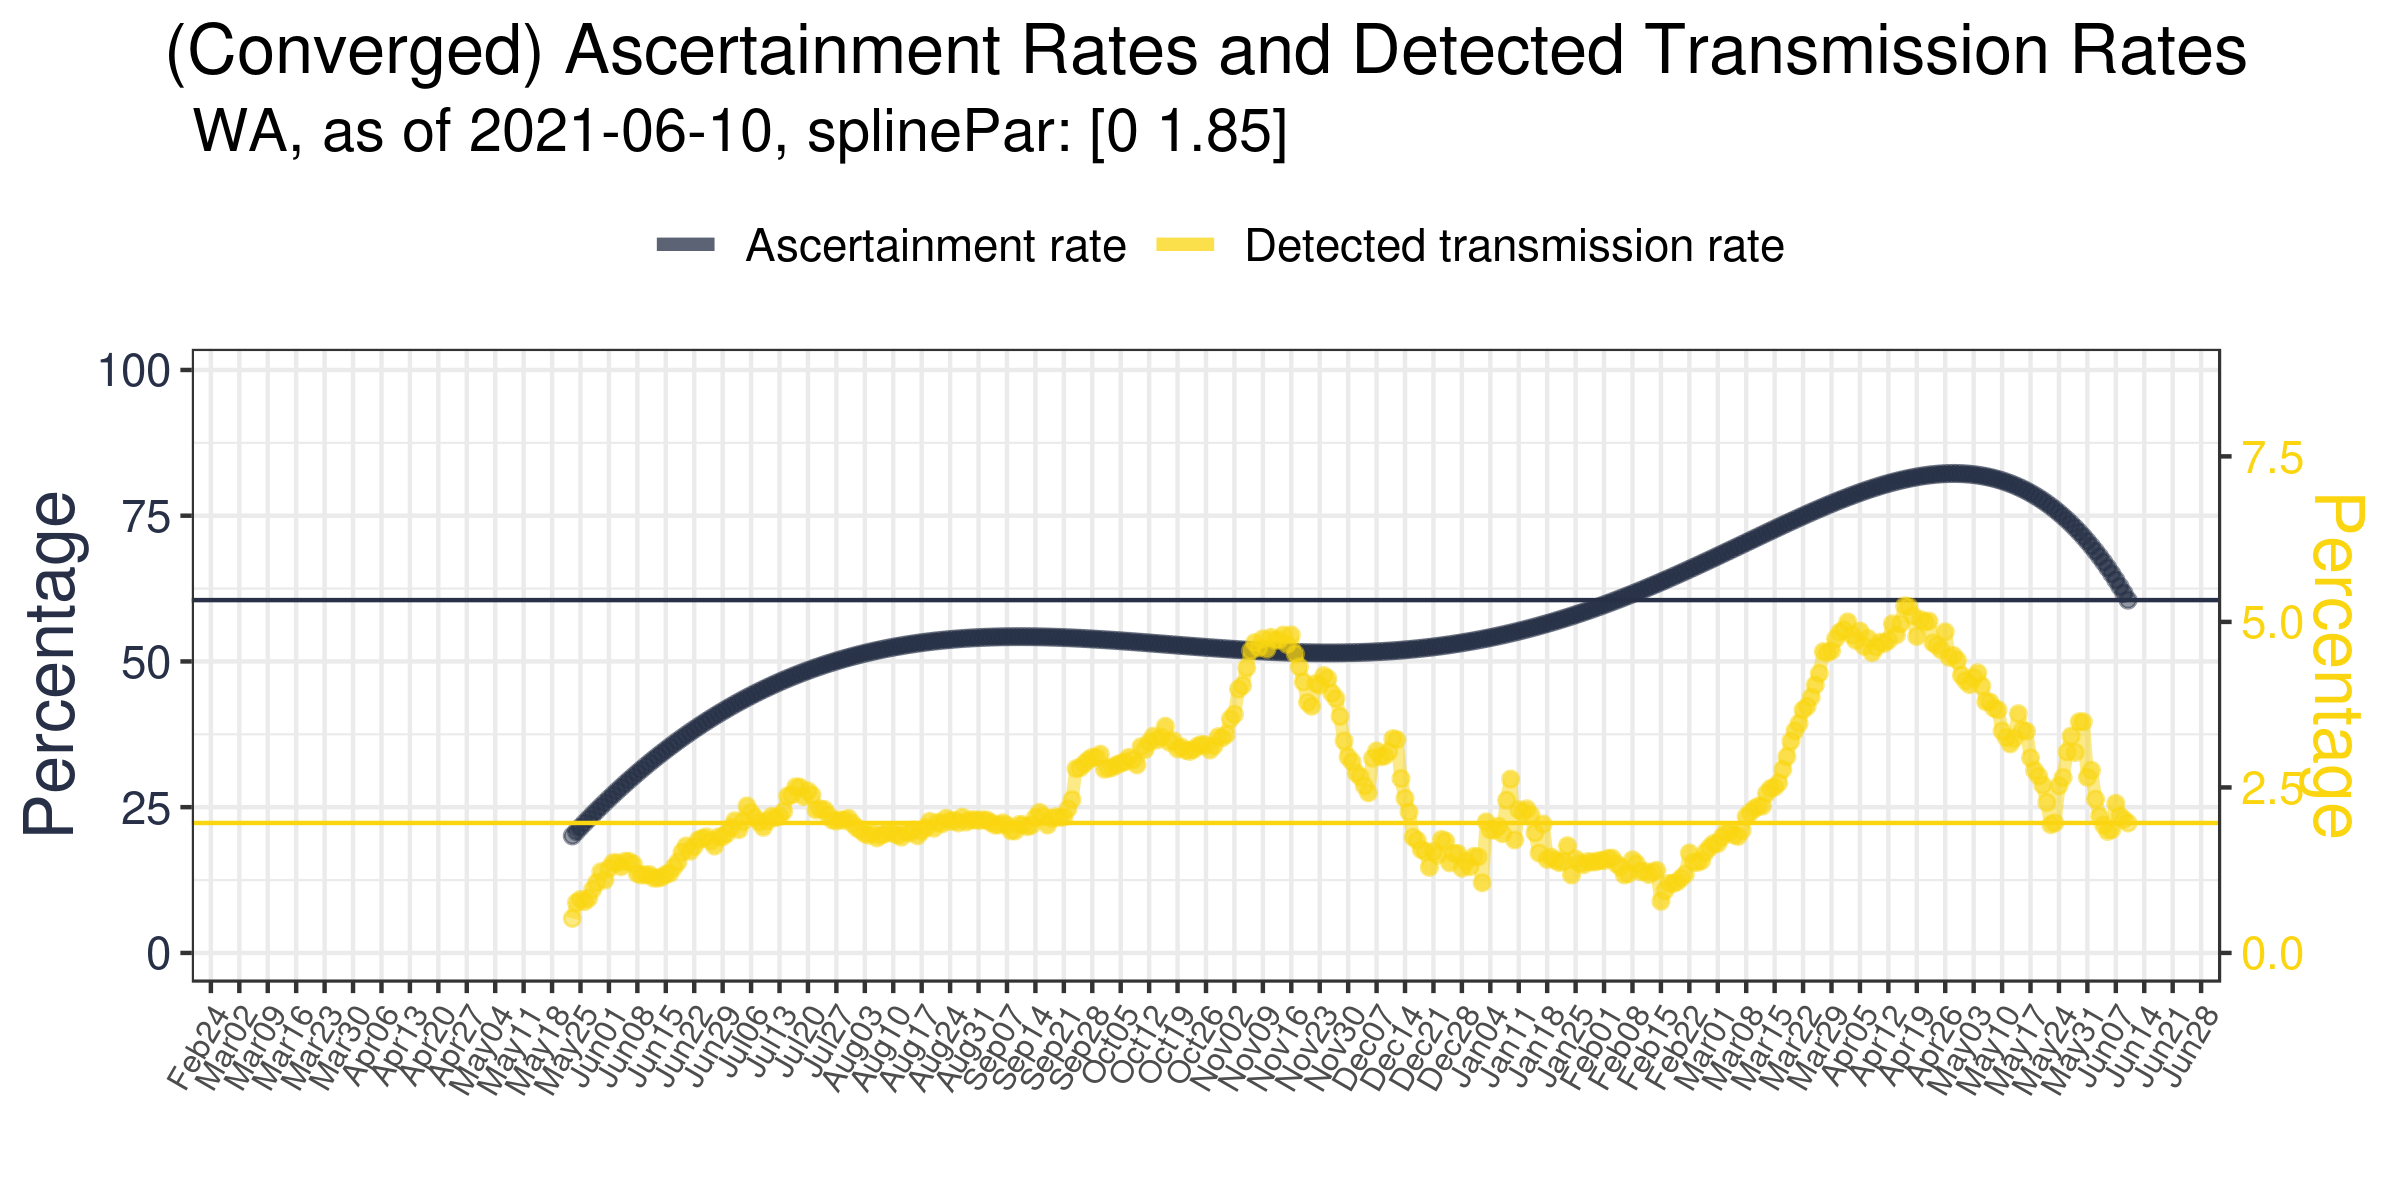 (Converged) Ascertainment Rates and Detected Transmission Rates
WA, as of 2021-06-10, splinePar: [0 1.85]
Ascertainment rate
Detected transmission rate
Percentage
100
75
50
25
0
7.5
5.0
2.5
0.0
Percentage
Feb24
Mar02
Mar09
Mar16
Mar23
Mar30
Apr06
Apr13
Apr20
Apr27
May04
May11
May18
May25
Jun01
Jun08
Jun15
Jun22
Jun29
Jul06
Jul13
Jul20
Jul27
Aug03
Aug10
Aug17
Aug24
Aug31
Sep07
Sep14
Sep21
Sep28
Oct05
Oct12
Oct19
Oct26
Nov02
Nov09
Nov16
Nov23
Nov30
Dec07
Dec14
Dec21
Dec28
Jan04
Jan11
Jan18
Jan25
Feb01
Feb08
Feb15
Feb22
Mar01
Mar08
Mar15
Mar22
Mar29
Apr05
Apr12
Apr19
Apr26
May03
May10
May17
May24
May31
Jun07
Jun14
Jun21
Jun28